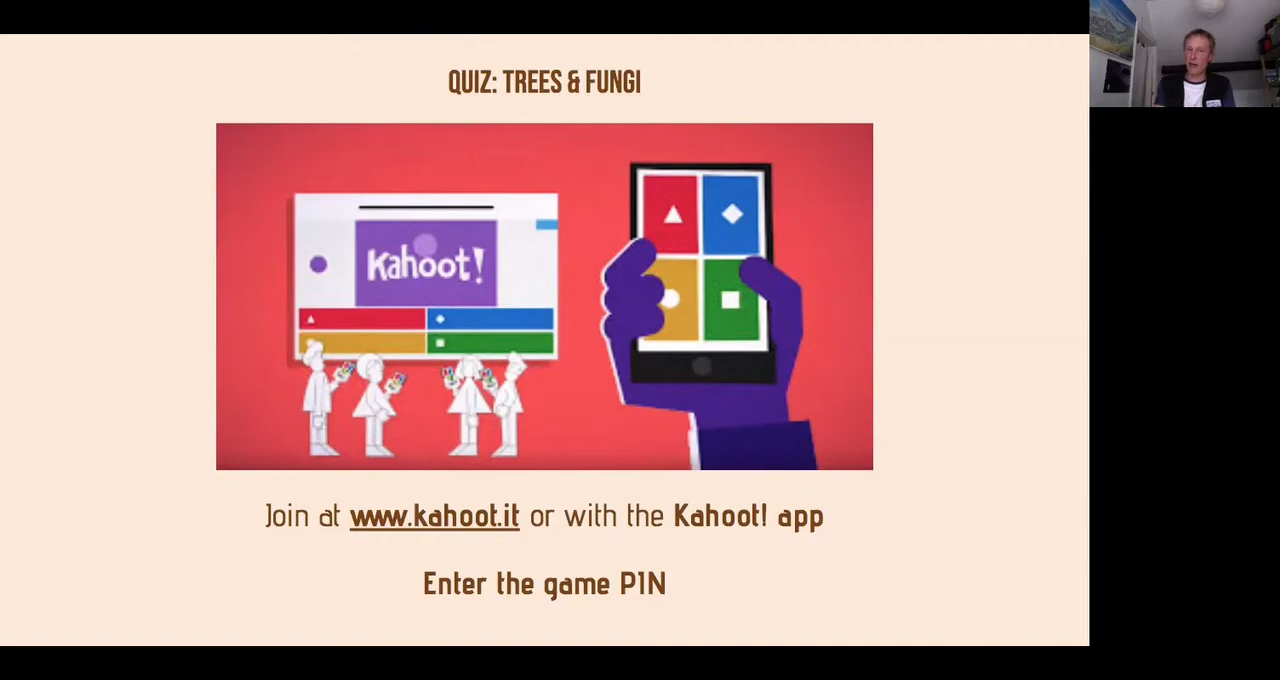 QUIZ: TREES & FUNGI
Kahoot!
Join at www.kahoot.it or with the Kahoot! app
Enter the game PIN